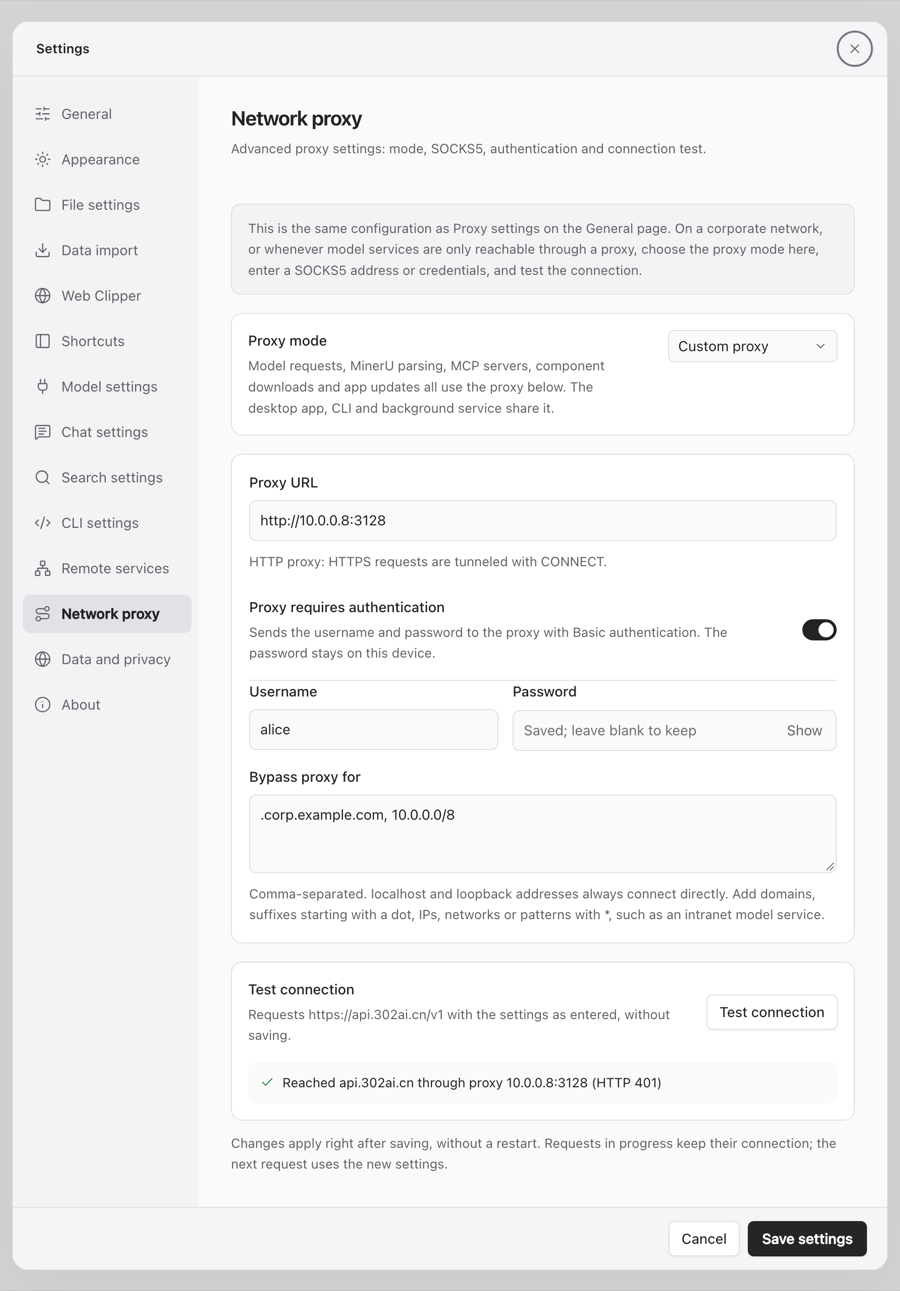 Settings
General
Appearance
File settings
Data import
Web Clipper
Shortcuts
Model settings
Chat settings
Search settings
CLI settings
Remote services
Network proxy
Data and privacy
About
Network proxy
Advanced proxy settings: mode, SOCKS5, authentication and connection test.
This is the same configuration as Proxy settings on the General page. On a corporate network,
or whenever model services are only reachable through a proxy, choose the proxy mode here,
enter a SOCKS5 address or credentials, and test the connection.
Proxy mode
Custom proxy
Model requests, MinerU parsing, MCP servers, component
downloads and app updates all use the proxy below. The
desktop app, CLI and background service share it.
Proxy URL
http://10.0.0.8:3128
HTTP proxy: HTTPS requests are tunneled with CONNECT.
Proxy requires authentication
Sends the username and password to the proxy with Basic authentication. The
password stays on this device.
Username
Password
alice
Saved; leave blank to keep
Show
Bypass proxy for
.corp.example.com, 10.0.0.0/8
Comma-separated. localhost and loopback addresses always connect directly. Add domains,
suffixes starting with a dot, IPs, networks or patterns with *, such as an intranet model service.
Test connection
Requests https://api.302ai.cn/v1 with the settings as entered, without
saving.
Test connection
Reached api.302ai.cn through proxy 10.0.0.8:3128 (HTTP 401)
Changes apply right after saving, without a restart. Requests in progress keep their connection; the
next request uses the new settings.
Cancel
Save settings